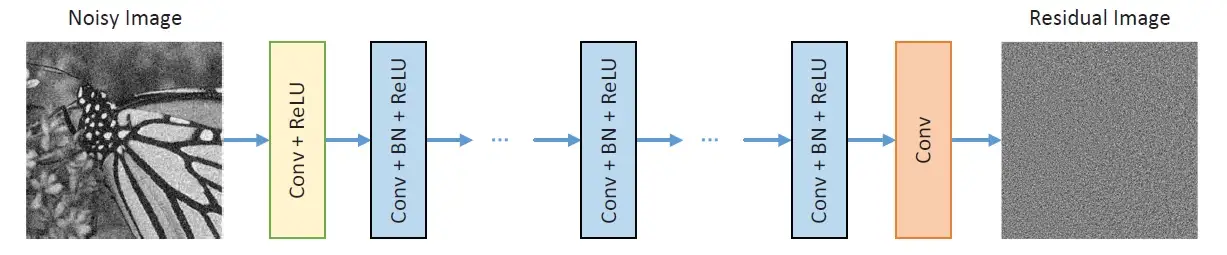 Noisy Image
Residual Image
Conv + ReLU
Conv + BN + ReLU
...
Conv + BN + ReLU
...
Conv + BN + ReLU
Conv